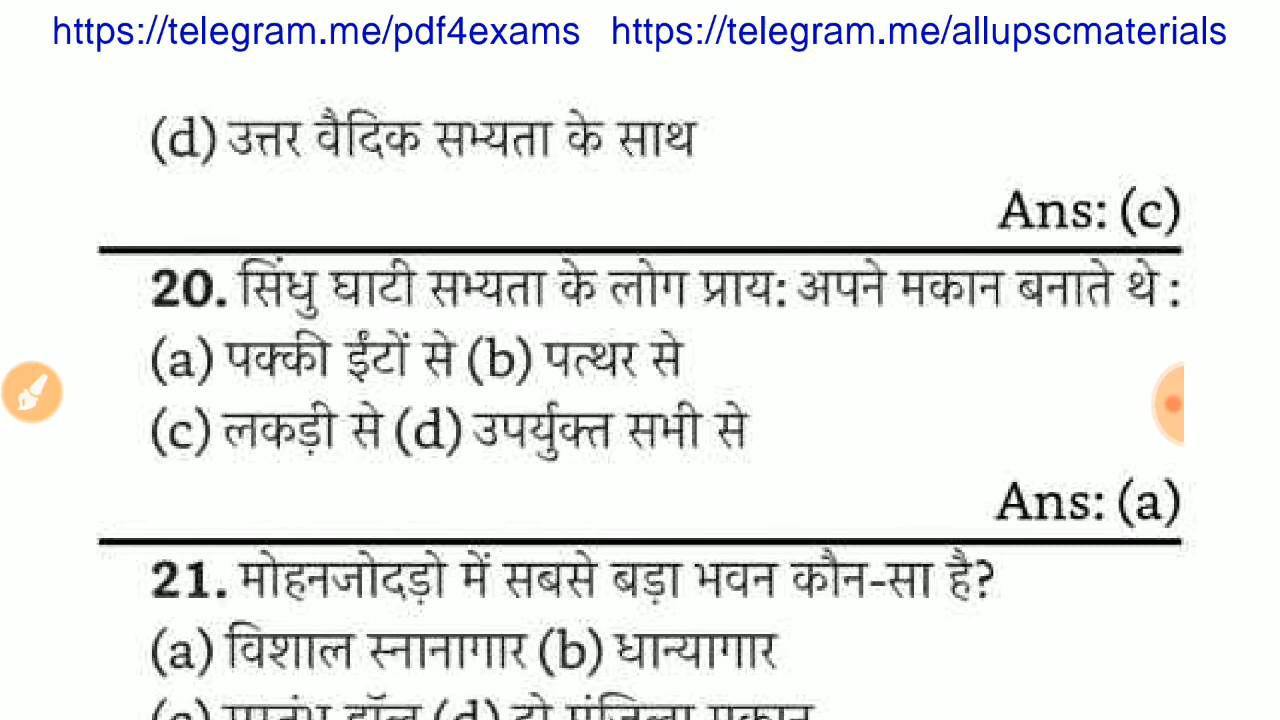 https://telegram.me/pdf4exams https://telegram.me/allupscmaterials
(d) उत्तर वैदिक सभ्यता के साथ
Ans: (c)
20. सिंधु घाटी सभ्यता के लोग प्राय: अपने मकान बनाते थे :
(a) पक्की ईंटों से (b) पत्थर से
(c) लकड़ी से (d) उपर्युक्त सभी से
Ans: (a)
21. मोहनजोदड़ो में सबसे बड़ा भवन कौन-सा है?
(a) विशाल स्नानागार (b) धान्यागार
(d) दो मंजिला मकान